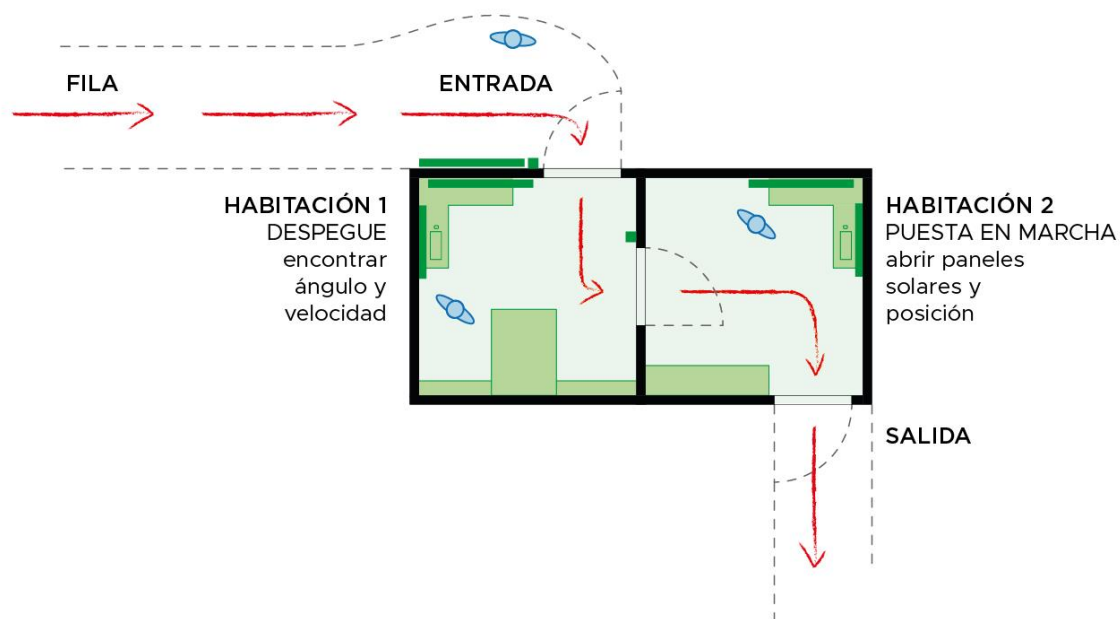 FILA
ENTRADA
HABITACIÓN 1
DESPEGUE
encontrar
ángulo y
velocidad
HABITACIÓN 2
PUESTA EN MARCHA
abrir paneles
solares y
posición
SALIDA